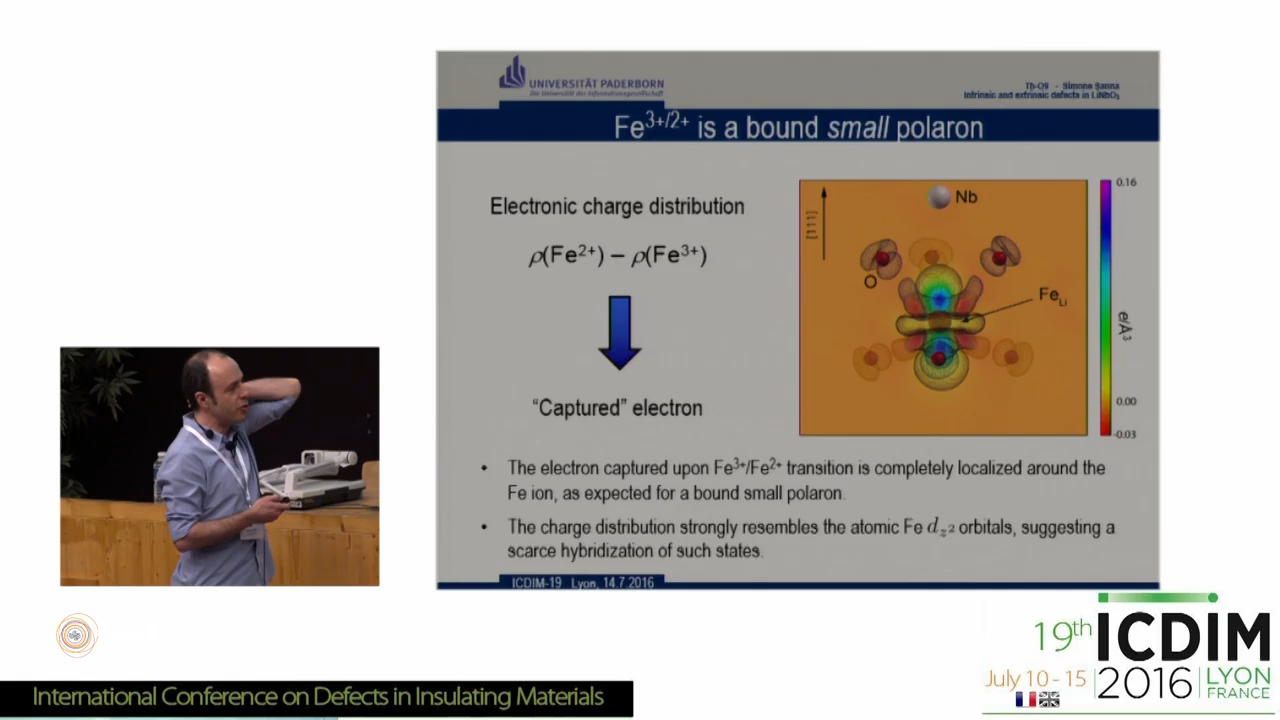 UNIVERSITÄT PADERBORN
Die Universität der Informationsgesellschaft
Th-O9 - Simone Sanna
Intrinsic and extrinsic defects in LiNbO₃
Fe³⁺/²⁺ is a bound small polaron
Electronic charge distribution
ρ(Fe²⁺) – ρ(Fe³⁺)
"Captured" electron
[111]
Nb
O
Fe_Li
0.16
e/Å³
0.00
-0.03
• The electron captured upon Fe³⁺/Fe²⁺ transition is completely localized around the
Fe ion, as expected for a bound small polaron.
• The charge distribution strongly resembles the atomic Fe d_z² orbitals, suggesting a
scarce hybridization of such states.
ICDIM-19 Lyon, 14.7.2016
19th ICDIM
July 10 - 15 2016 LYON
FRANCE
International Conference on Defects in Insulating Materials